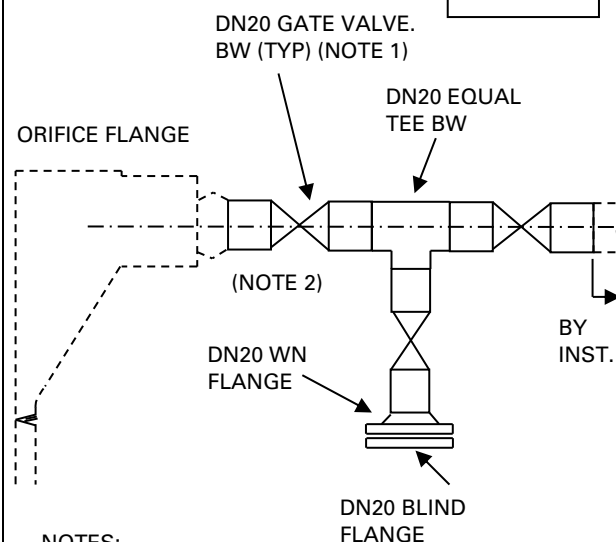 DN20 GATE VALVE.
BW (TYP) (NOTE 1)
DN20 EQUAL
TEE BW
ORIFICE FLANGE
(NOTE 2)
BY
INST.
DN20 WN
FLANGE
DN20 BLIND
FLANGE
NOTES: